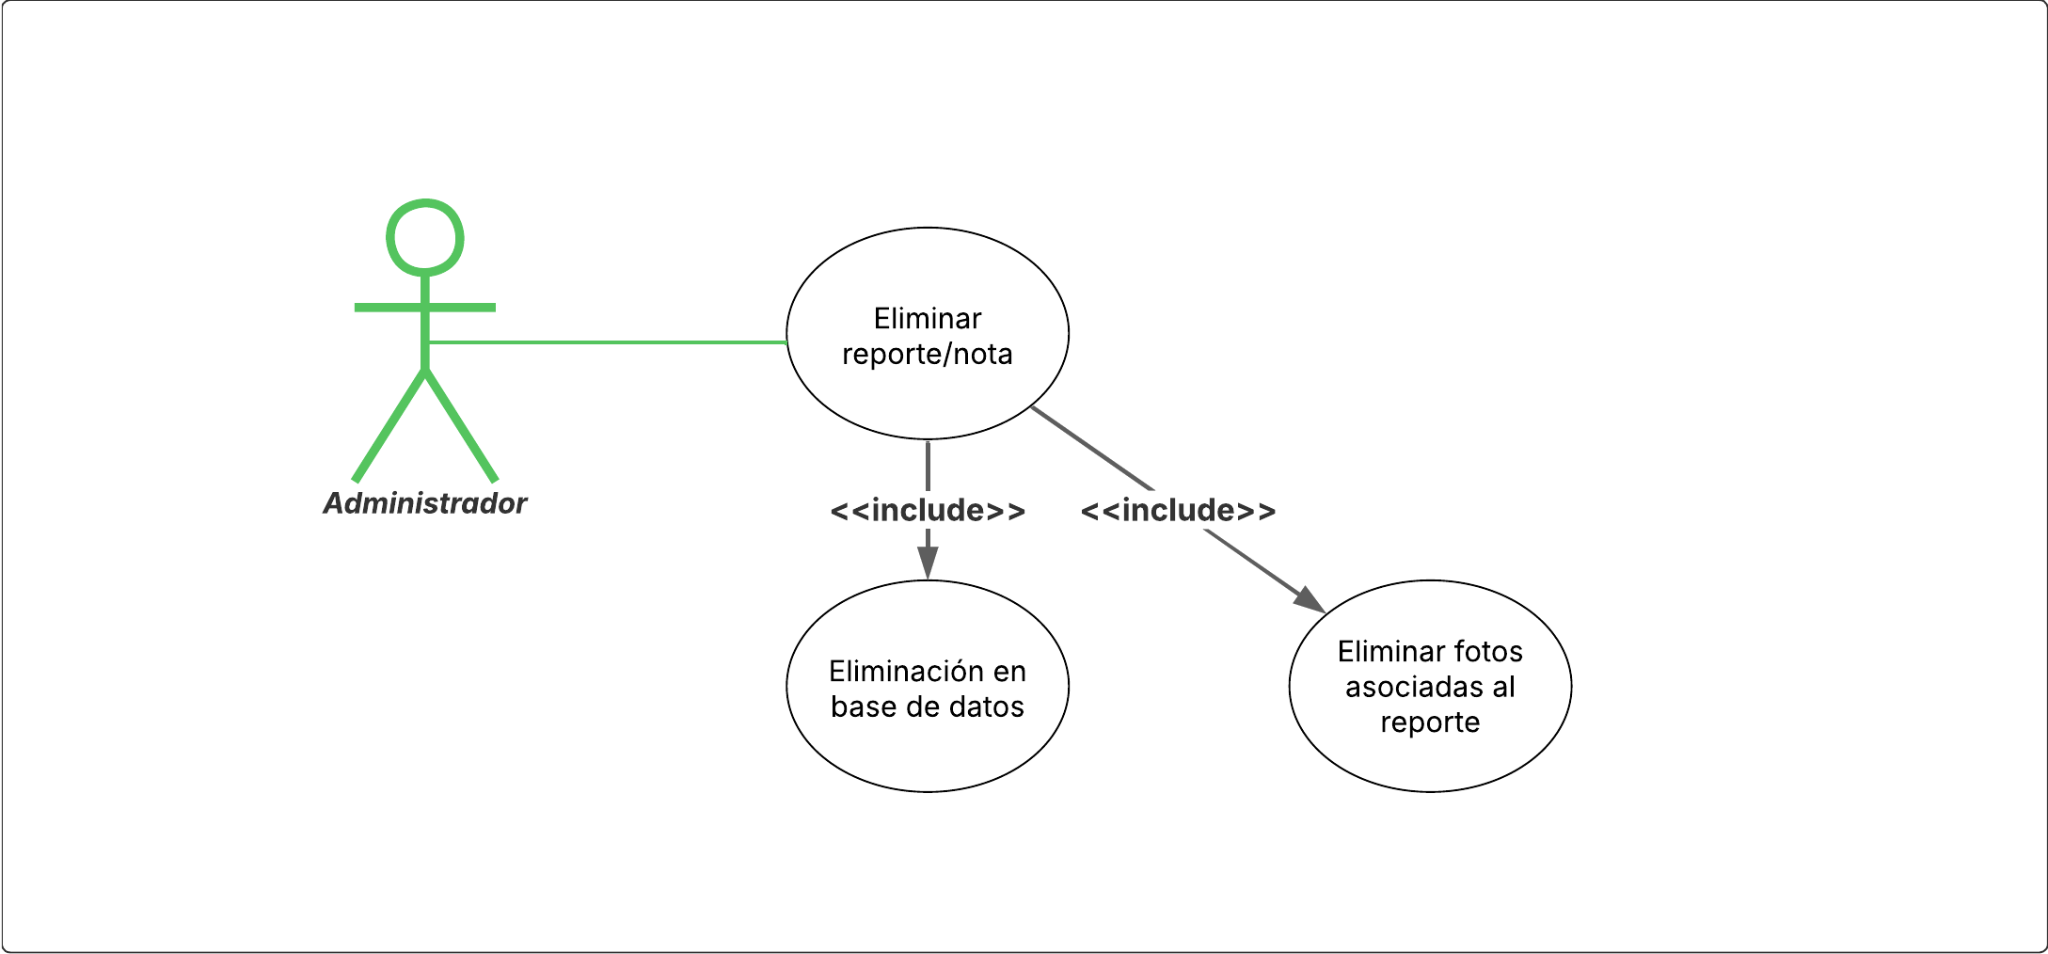 Administrador
Eliminar
reporte/nota
<<include>>
<<include>>
Eliminación en
base de datos
Eliminar fotos
asociadas al
reporte